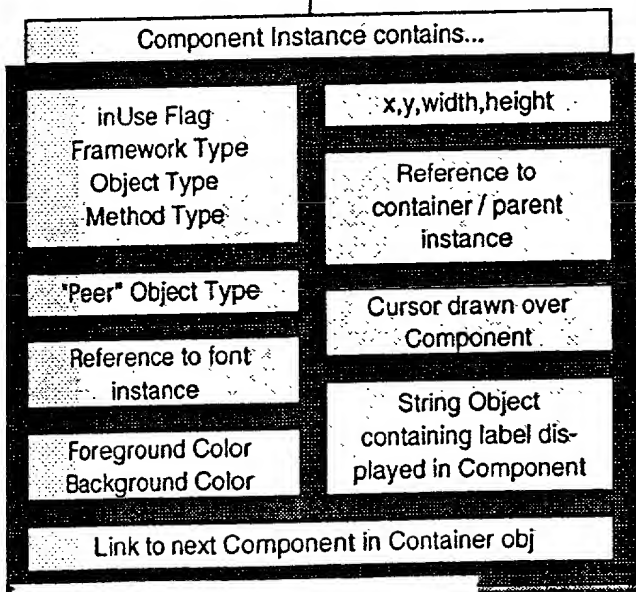 Component Instance contains...
inUse Flag
Framework Type
Object Type
Method Type
"Peer" Object Type
Reference to font
instance
Foreground Color
Background Color
x,y,width,height
Reference to
container / parent
instance
Cursor drawn over
Component
String Object
containing label dis-
played in Component
Link to next Component in Container obj